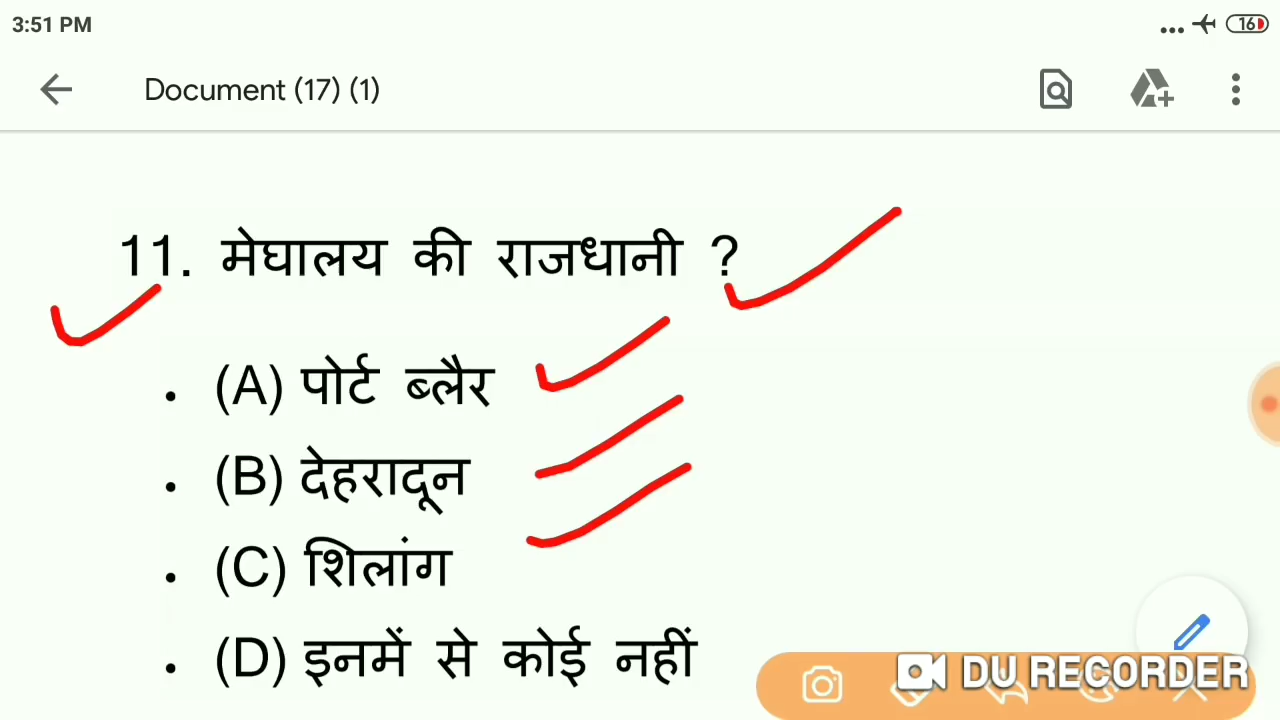 3:51 PM
16
Document (17) (1)
11. मेघालय की राजधानी ?
(A) पोर्ट ब्लैर
(B) देहरादून
(C) शिलांग
(D) इनमें से कोई नहीं
DU RECORDER